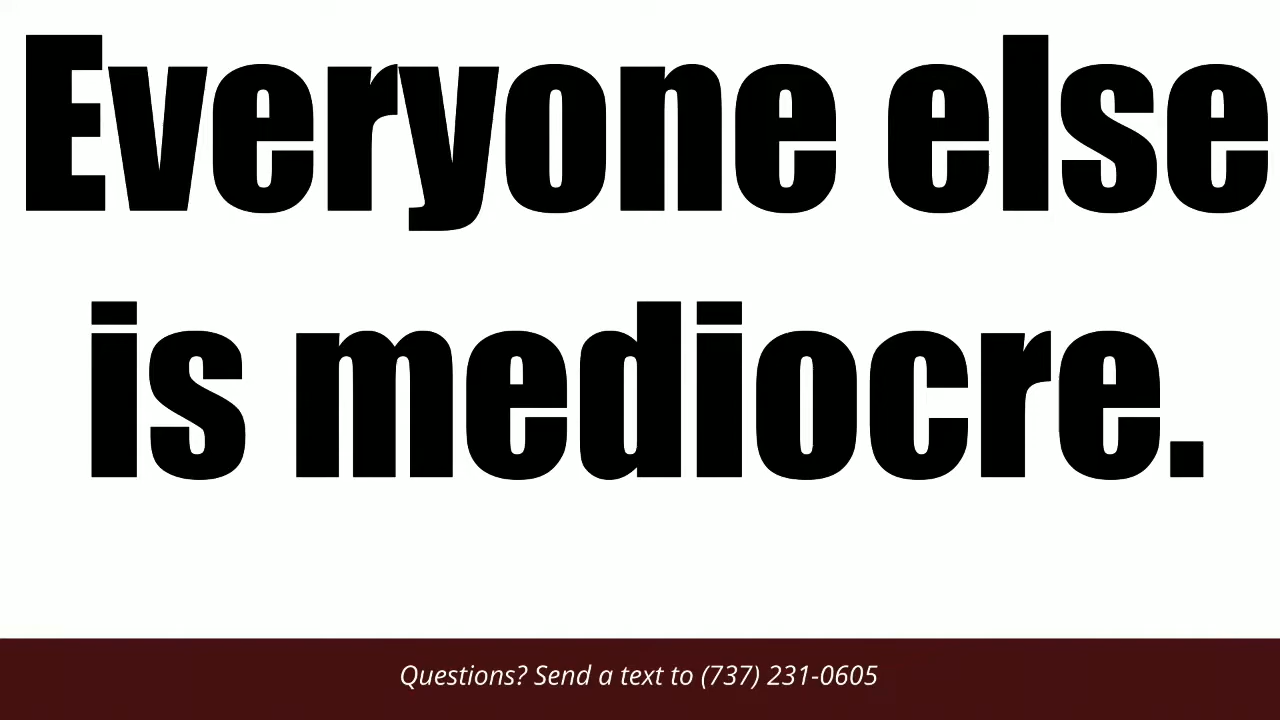 Everyone else
is mediocre.
Questions? Send a text to (737) 231-0605